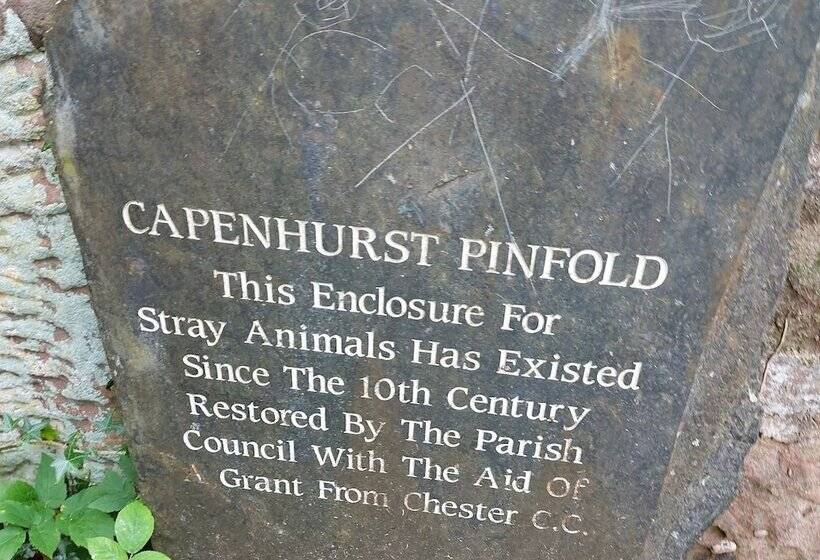 CAPENHURST PINFOLD
This Enclosure For
Stray Animals Has Existed
Since The 10th Century
Restored By The Parish
Council With The Aid Of
A Grant From Chester C.C.